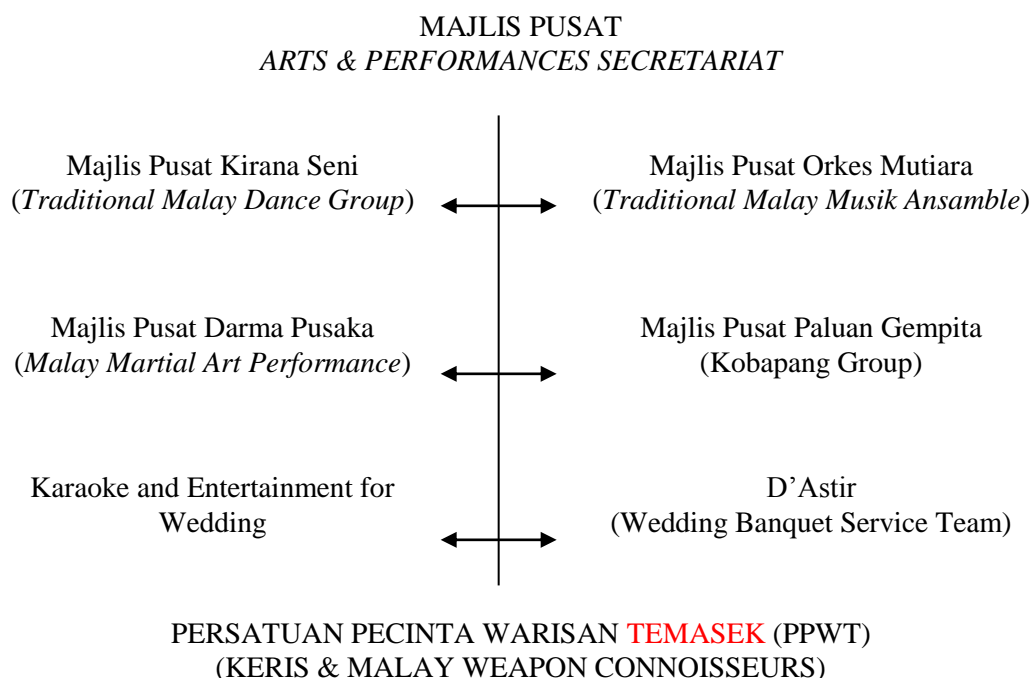 MAJLIS PUSAT
ARTS & PERFORMANCES SECRETARIAT
Majlis Pusat Kirana Seni
(Traditional Malay Dance Group)
Majlis Pusat Orkes Mutiara
(Traditional Malay Musik Ansamble)
Majlis Pusat Darma Pusaka
(Malay Martial Art Performance)
Majlis Pusat Paluan Gempita
(Kobapang Group)
Karaoke and Entertainment for
Wedding
D’Astir
(Wedding Banquet Service Team)
PERSATUAN PECINTA WARISAN TEMASEK (PPWT)
(KERIS & MALAY WEAPON CONNOISSEURS)